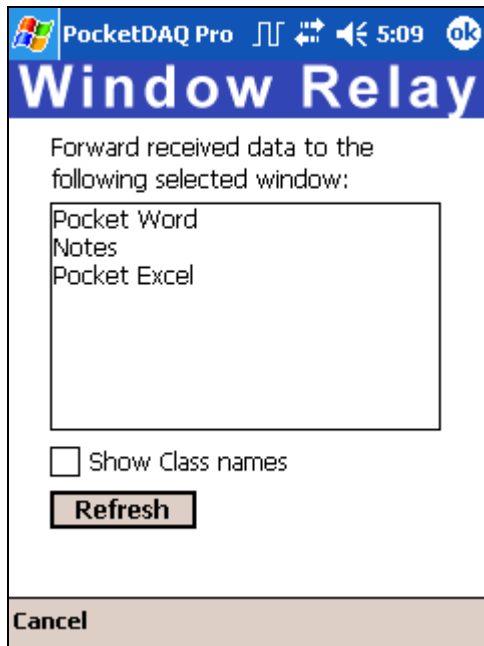 PocketDAQ Pro 5:09 ok
Window Relay
Forward received data to the
following selected window:
Pocket Word
Notes
Pocket Excel
Show Class names
Refresh
Cancel